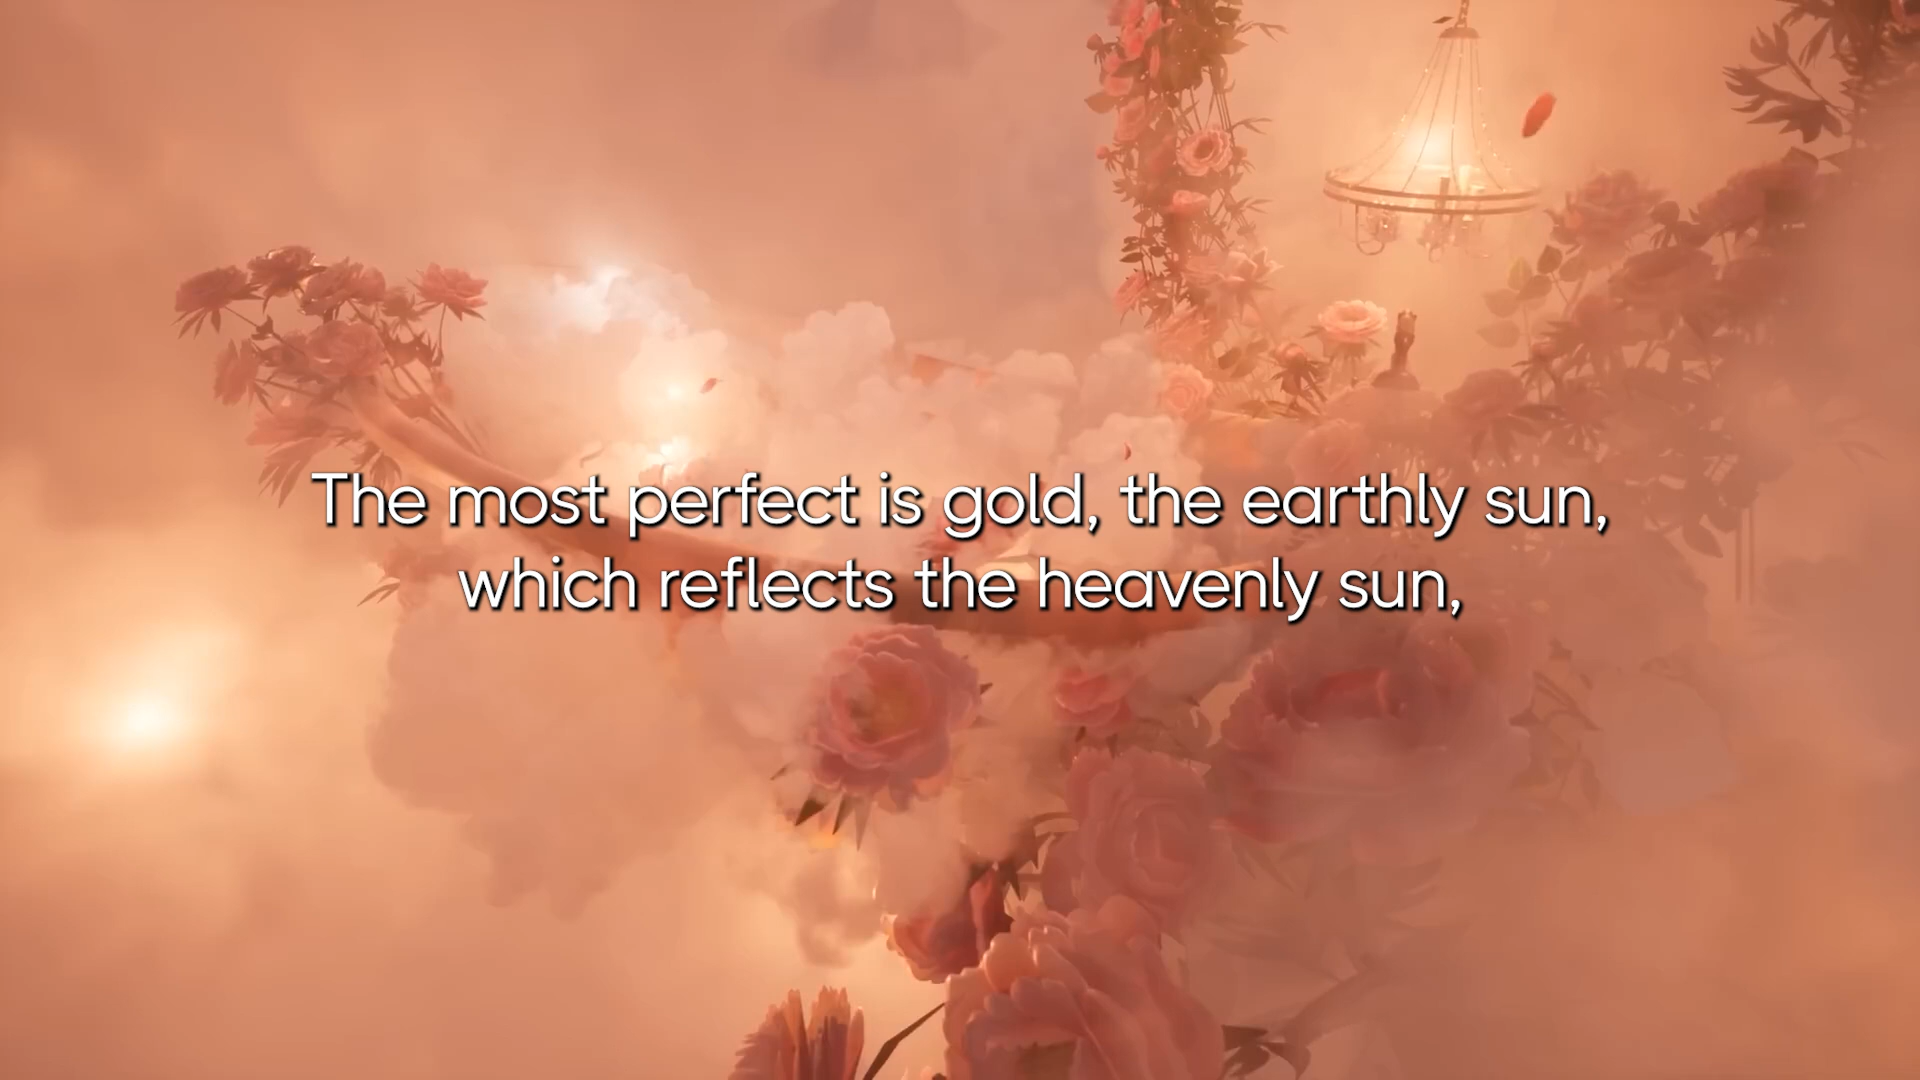 The most perfect is gold, the earthly sun,
which reflects the heavenly sun,